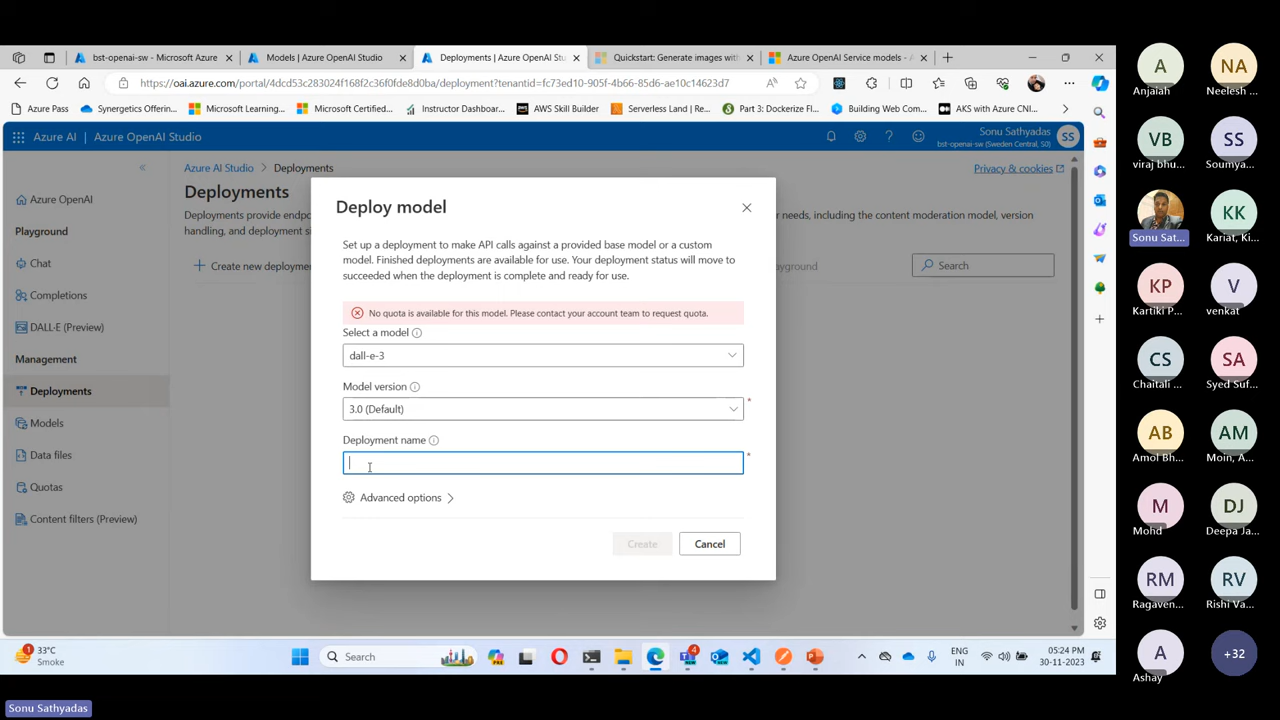 bst-openai-sw - Microsoft Azure
Models | Azure OpenAI Studio
Deployments | Azure OpenAI Stu
Quickstart: Generate images with
Azure OpenAI Service models - A
https://oai.azure.com/portal/4dcd53c283024f168f2c36fde8d0ba/deployment?tenantid=fc73ed10-905f-4b66-85d6-ae10c14623d7
Azure Pass
Synergetics Offering...
Microsoft Learning...
Microsoft Certified...
Instructor Dashboar...
AWS Skill Builder
Serverless Land | Re...
Part 3: Dockerize Fl...
Building Web Com...
AKS with Azure CNI...
Azure AI | Azure OpenAI Studio
Sonu Sathyadas
bst-openai-sw (Sweden Central, S0)
SS
Azure AI Studio > Deployments
Privacy & cookies
Deployments
Deployments provide endpo
r needs, including the content moderation model, version
handling, and deployment si
Create new deploymen
yground
Search
Azure OpenAI
Playground
Chat
Completions
DALL·E (Preview)
Management
Deployments
Models
Data files
Quotas
Content filters (Preview)
Deploy model
Set up a deployment to make API calls against a provided base model or a custom
model. Finished deployments are available for use. Your deployment status will move to
succeeded when the deployment is complete and ready for use.
No quota is available for this model. Please contact your account team to request quota.
Select a model
dall-e-3
Model version
3.0 (Default)
*
Deployment name
*
Advanced options
Create
Cancel
1
33°C
Smoke
Search
4
ENG
IN
05:24 PM
30-11-2023
A
Anjaiah
NA
Neelesh ...
VB
viraj bhu...
SS
Soumya...
Sonu Sat...
KK
Kariat, Ki...
KP
Kartiki P...
V
venkat
CS
Chaitali ...
SA
Syed Suf...
AB
Amol Bh...
AM
Moin, A...
M
Mohd
DJ
Deepa Ja...
RM
Ragaven...
RV
Rishi Va...
A
Ashay
+32
Sonu Sathyadas